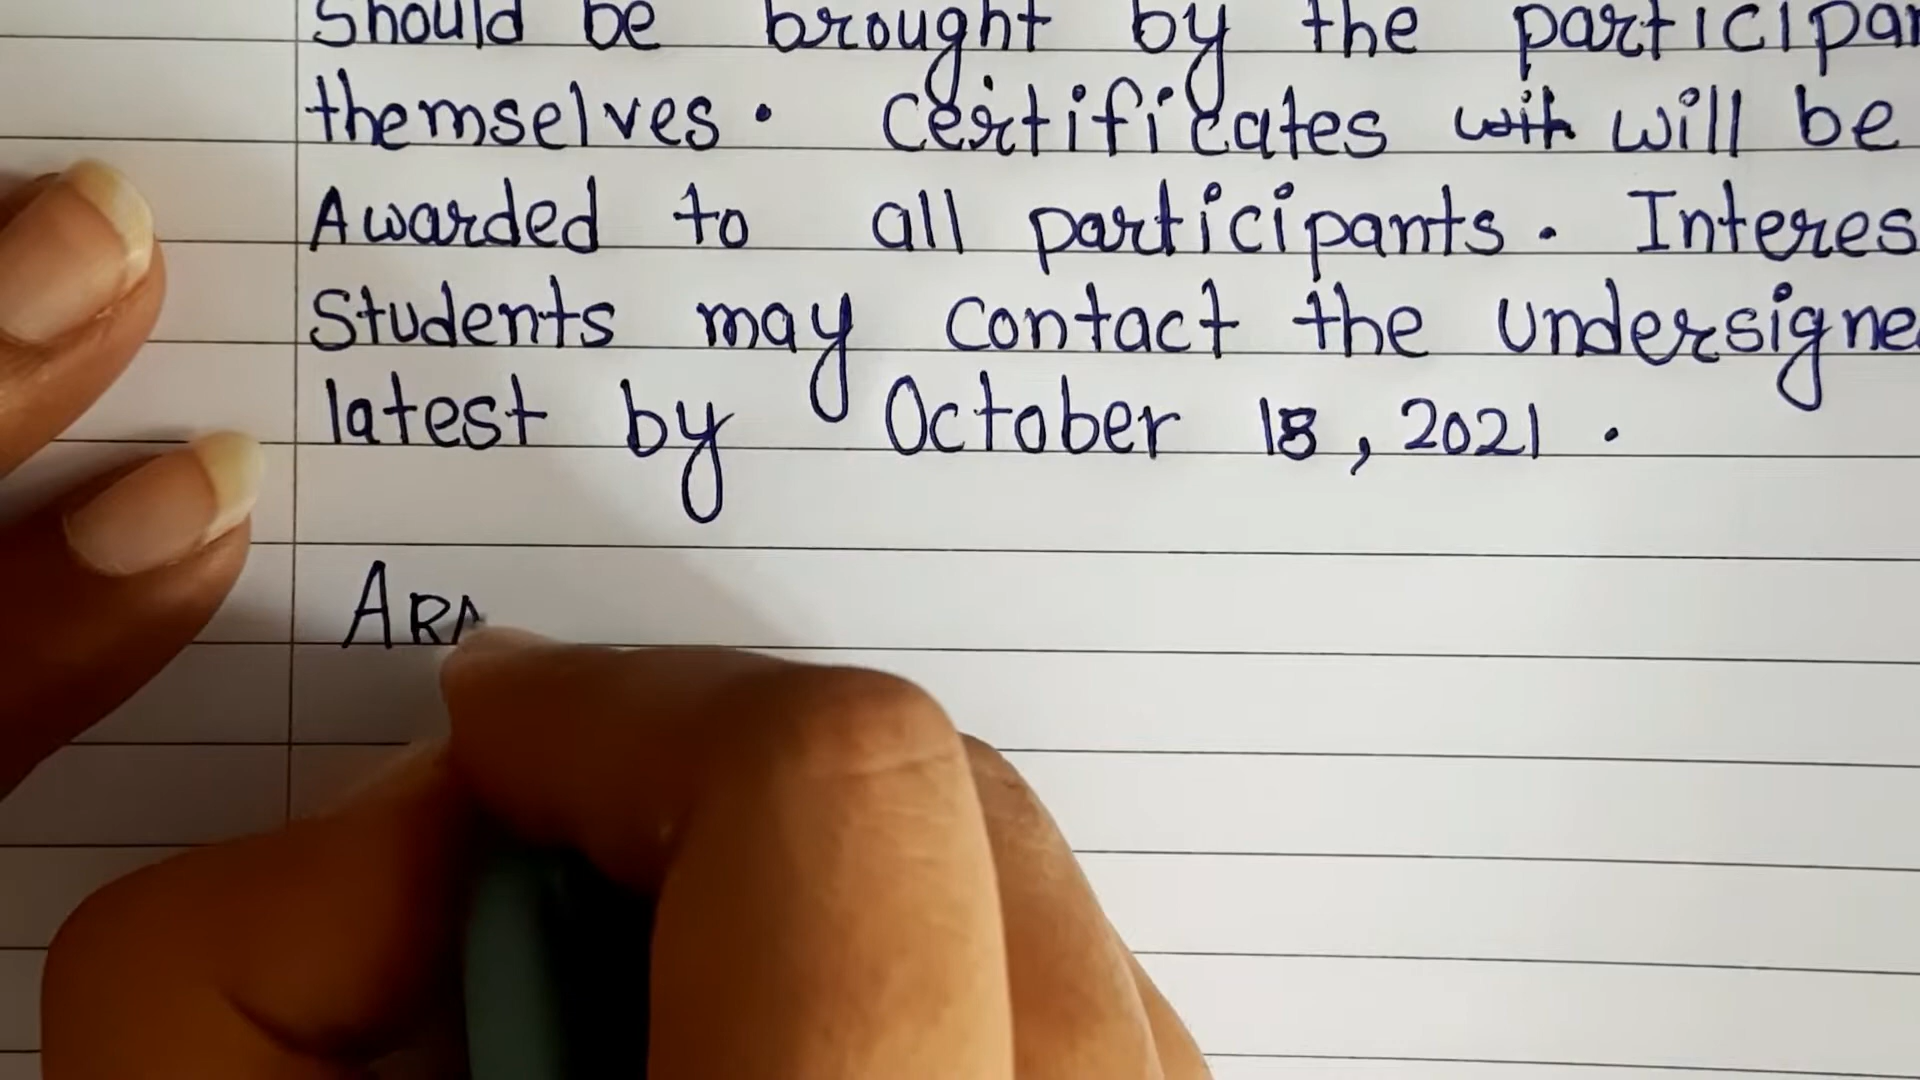 Should be brought by the
themselves. Certificates with will be
Awarded to all participants.
Students may contact the
latest by October 18, 2021.